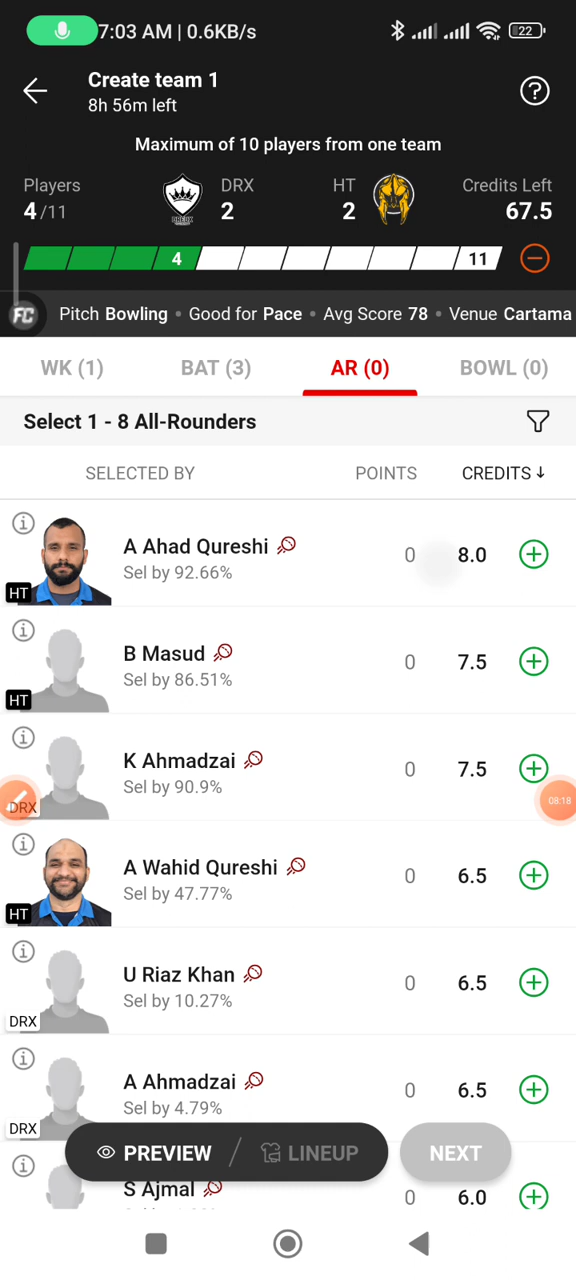 7:03 AM | 0.6KB/s
22
Create team 1
8h 56m left
?
Maximum of 10 players from one team
Players
4/11
DRX
2
HT
2
Credits Left
67.5
4
11
FC
Pitch Bowling • Good for Pace • Avg Score 78 • Venue Cartama
WK (1) BAT (3) AR (0) BOWL (0)
Select 1 - 8 All-Rounders
SELECTED BY POINTS CREDITS ↓
A Ahad Qureshi
Sel by 92.66%
0 8.0
HT
B Masud
Sel by 86.51%
0 7.5
HT
K Ahmadzai
Sel by 90.9%
0 7.5
DRX
08:18
A Wahid Qureshi
Sel by 47.77%
0 6.5
HT
U Riaz Khan
Sel by 10.27%
0 6.5
DRX
A Ahmadzai
Sel by 4.79%
0 6.5
DRX
PREVIEW / LINEUP
NEXT
S Ajmal
0 6.0